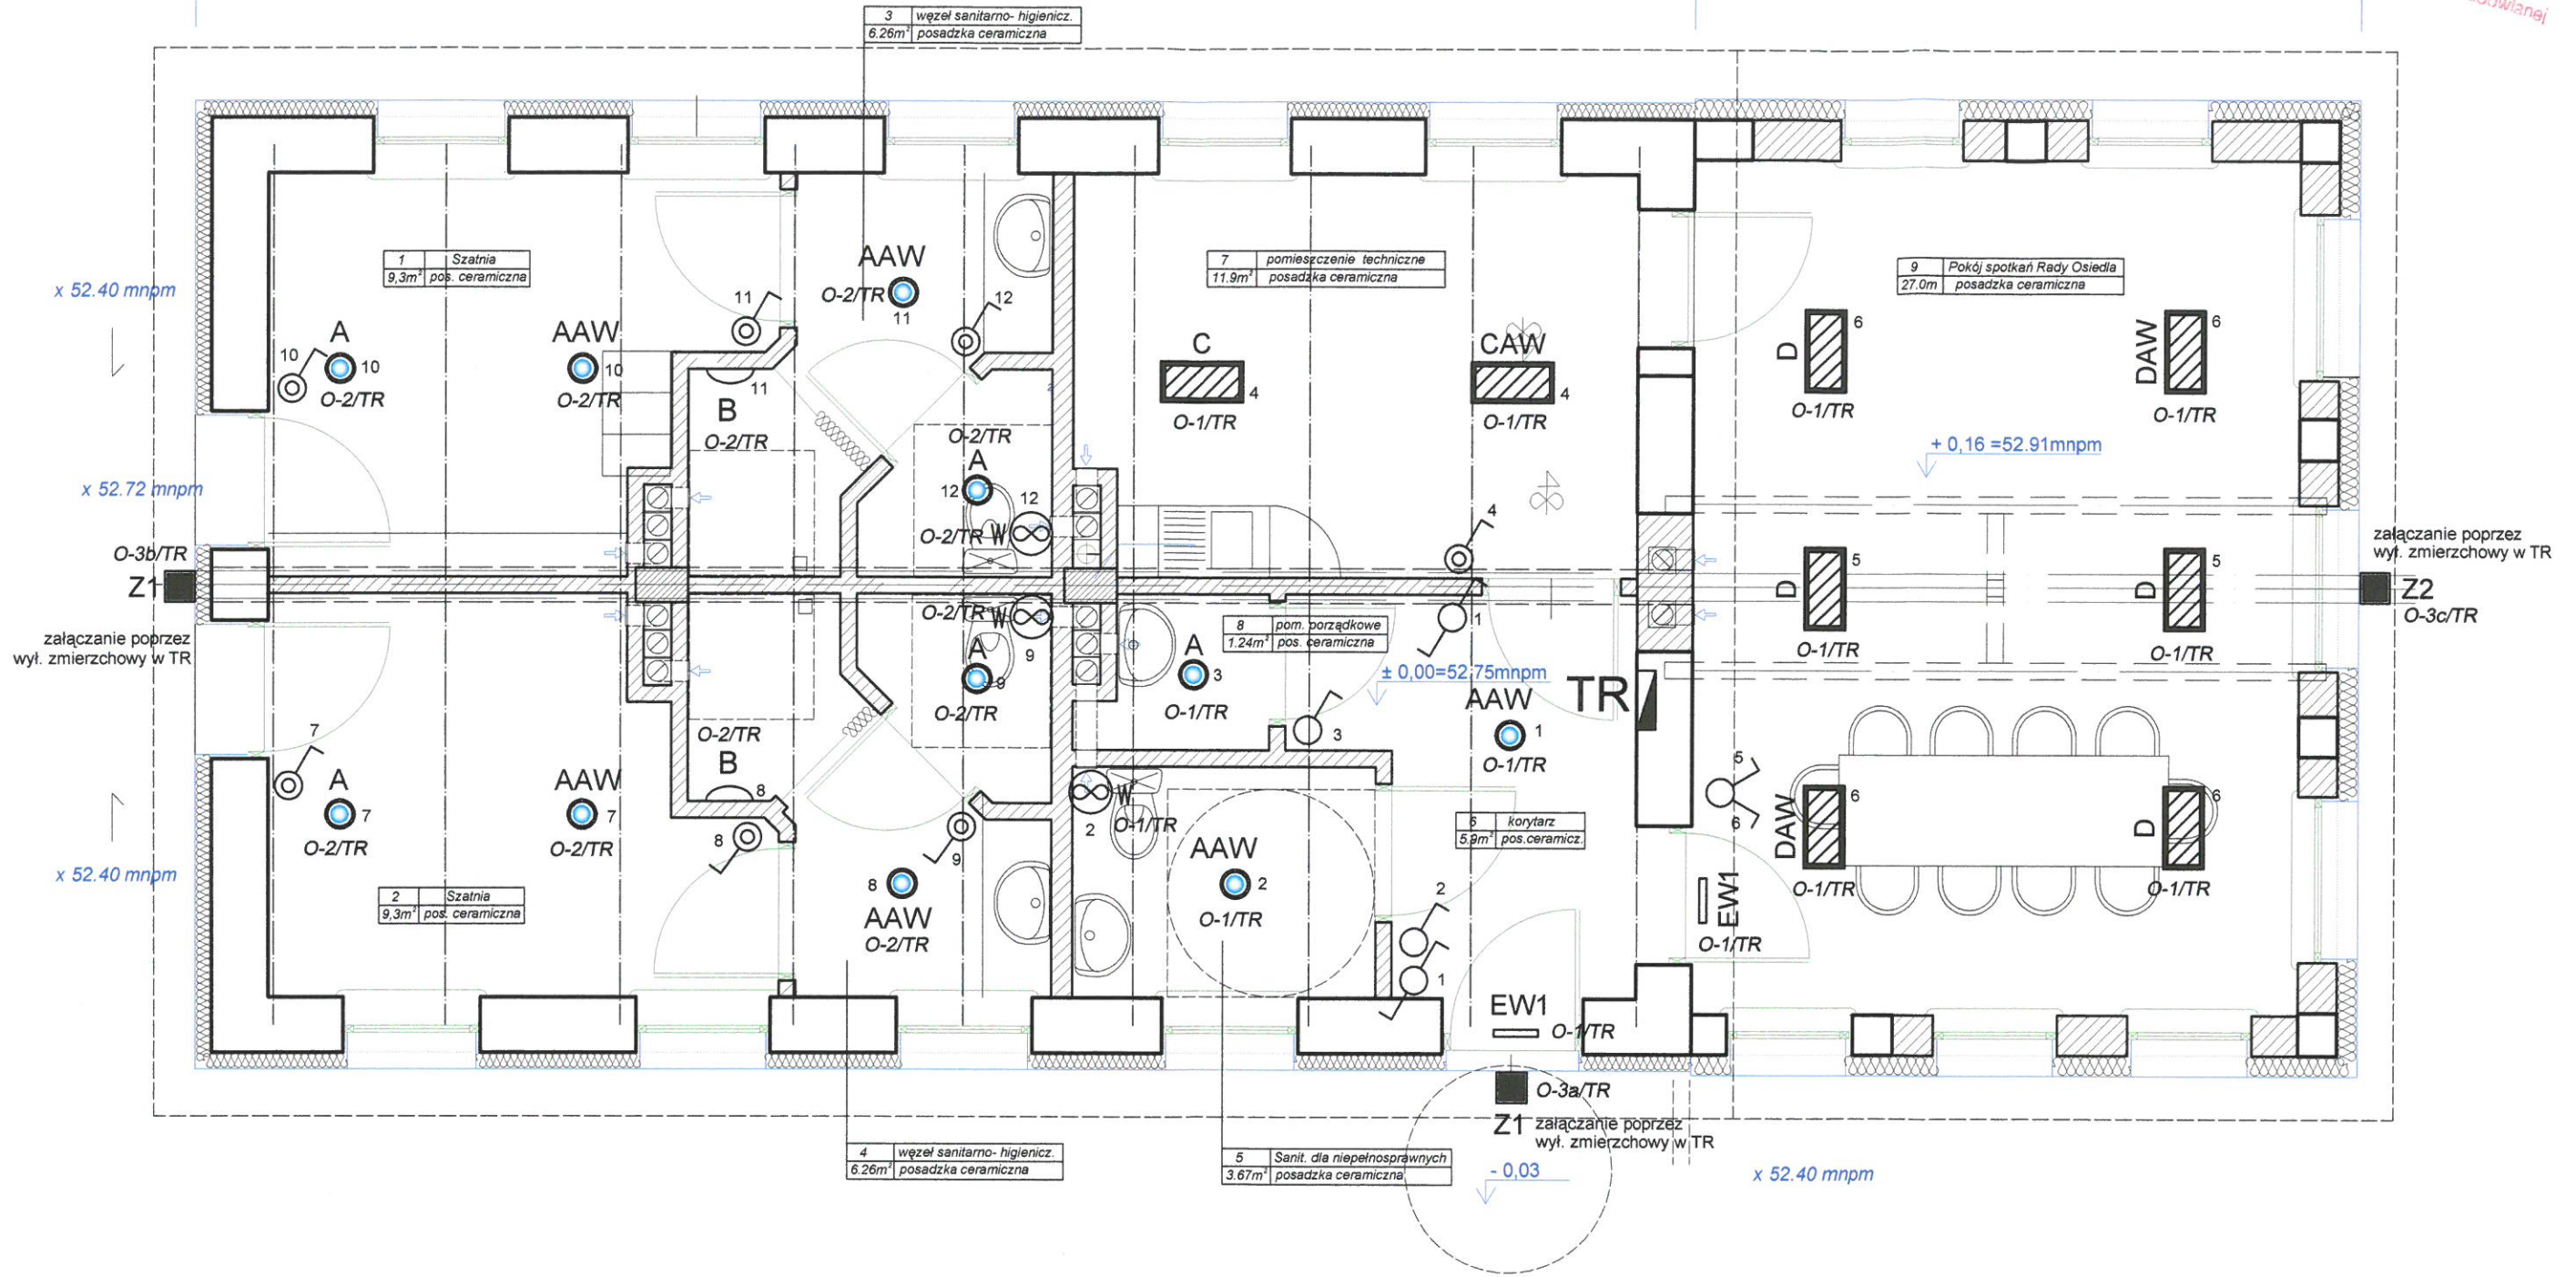 3 węzeł sanitarno- higienicz.
6.26m² posadzka ceramiczna
1 Szatnia
9,3m² pos. ceramiczna
AAW
O-2/TR
11
11
12
7 pomieszczenie techniczne
11.9m² posadzka ceramiczna
9 Pokój spotkań Rady Osiedla
27.0m posadzka ceramiczna
x 52.40 mnpm
10
A
10
O-2/TR
AAW
10
O-2/TR
B
11
O-2/TR
C
4
O-1/TR
CAW
4
O-1/TR
D
6
O-1/TR
DAW
6
O-1/TR
+ 0,16 =52.91mnpm
O-2/TR
A
12
12
O-2/TR W
4
x 52.72 mnpm
O-3b/TR
Z1
załączanie poprzez
wył. zmierzchowy w TR
D
5
O-1/TR
D
5
O-1/TR
załączanie poprzez
wył. zmierzchowy w TR
Z2
O-3c/TR
O-2/TR W
9
A
9
O-2/TR
A
3
O-1/TR
8 pom. porządkowe
1.24m² pos. ceramiczna
1
± 0,00=52,75mnpm
AAW
1
O-1/TR
TR
3
7
A
7
O-2/TR
AAW
7
O-2/TR
O-2/TR
B
8
8
9
W
2
O-1/TR
5
6
DAW
6
O-1/TR
D
6
O-1/TR
6 korytarz
5.9m² pos.ceramicz.
AAW
2
O-1/TR
2
1
EW1
O-1/TR
x 52.40 mnpm
2 Szatnia
9,3m² pos. ceramiczna
8
AAW
O-2/TR
EW1
O-1/TR
O-3a/TR
Z1
załączanie poprzez
wył. zmierzchowy w TR
4 węzeł sanitarno- higienicz.
6.26m² posadzka ceramiczna
5 Sanit. dla niepełnosprawnych
3.67m² posadzka ceramiczna
- 0,03
x 52.40 mnpm